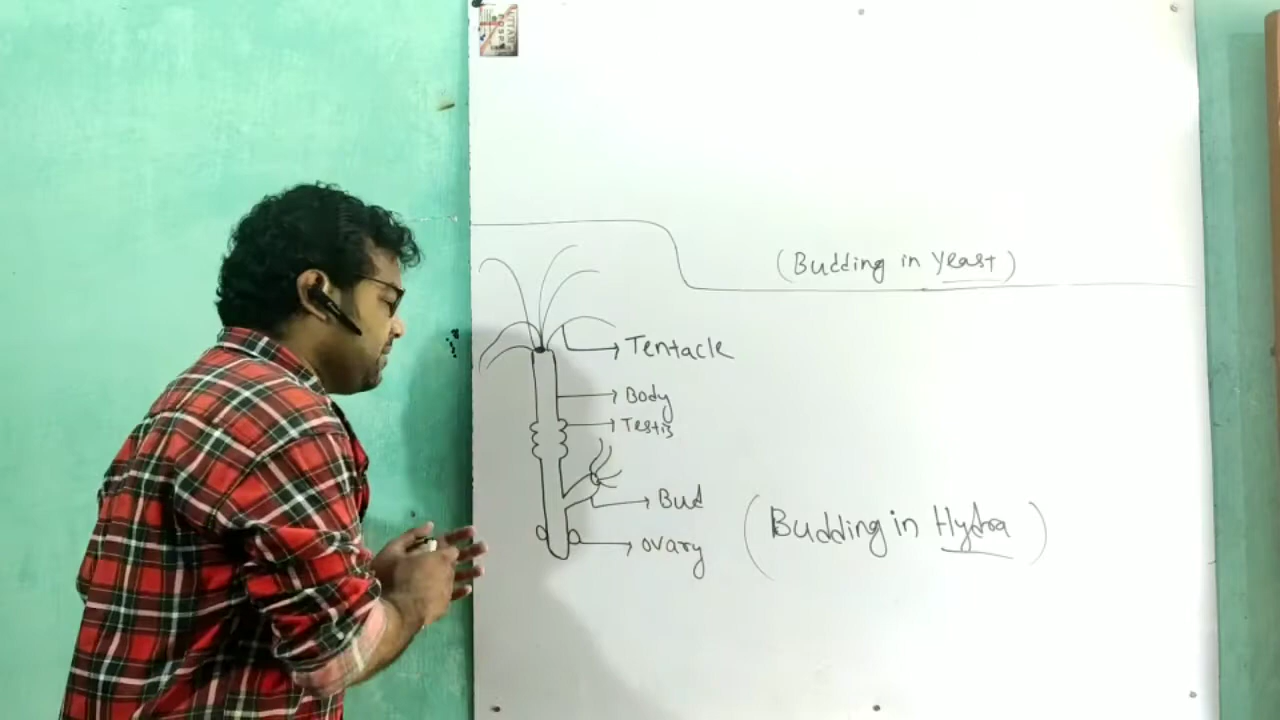 (Budding in Yeast)
Tentacle
Body
Testis
Bud
ovary
(Budding in Hydra)